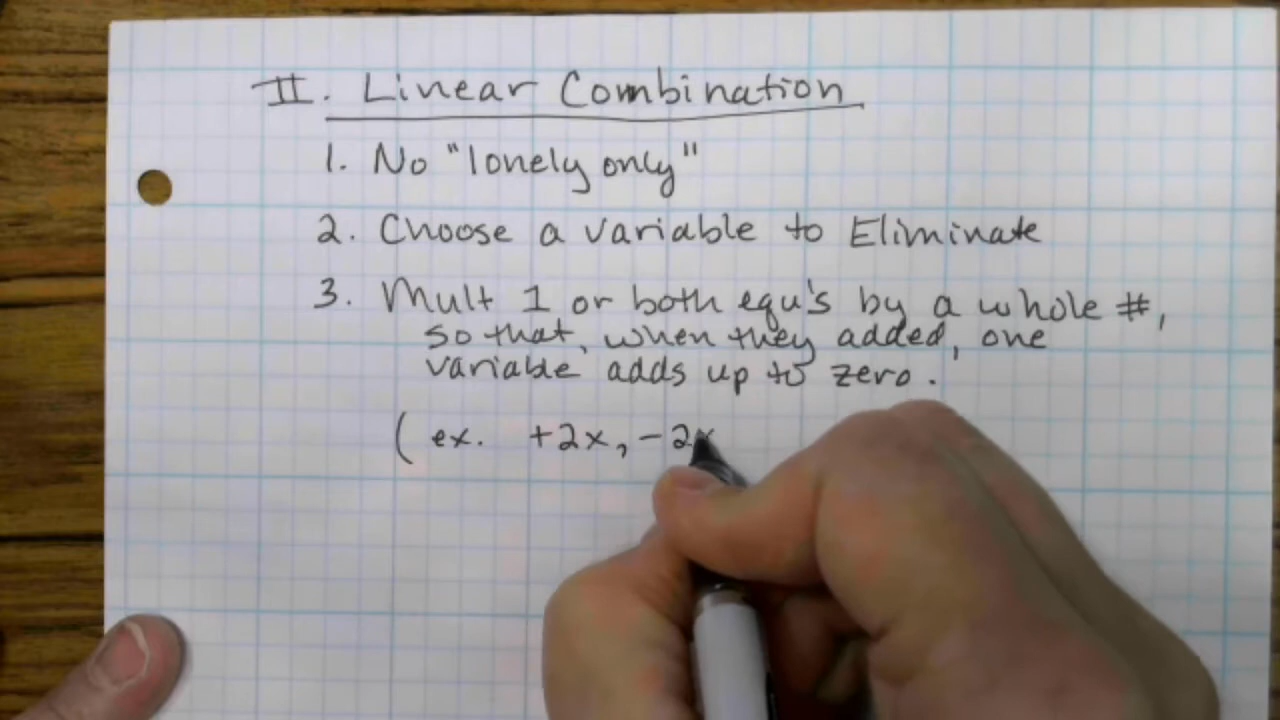 II. Linear Combination
1. No "lonely only"
2. Choose a variable to Eliminate
3. Mult 1 or both equ's by a whole #,
so that, when they added, one
variable adds up to zero.
( ex. +2x, -2x